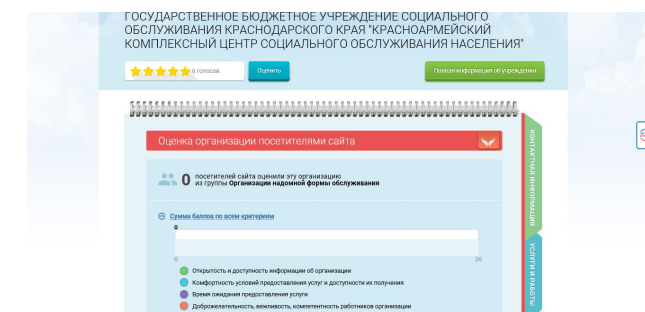 ГОСУДАРСТВЕННОЕ БЮДЖЕТНОЕ УЧРЕЖДЕНИЕ СОЦИАЛЬНОГО
ОБСЛУЖИВАНИЯ КРАСНОДАРСКОГО КРАЯ "КРАСНОАРМЕЙСКИЙ
КОМПЛЕКСНЫЙ ЦЕНТР СОЦИАЛЬНОГО ОБСЛУЖИВАНИЯ НАСЕЛЕНИЯ"
6 голосов
Оценить
Полная информация об учреждении
Оценка организации посетителями сайта
0 посетителей сайта оценили эту организацию
из группы Организации надомной формы обслуживания
Сумма баллов по всем критериям
0
0
Открытость и доступность информации об организации
Комфортность условий предоставления услуг и доступности их получения
Время ожидания предоставления услуги
Доброжелательность, вежливость, компетентность работников организации
КОНТАКТНАЯ ИНФОРМАЦИЯ
УСЛУГИ И РАБОТЫ